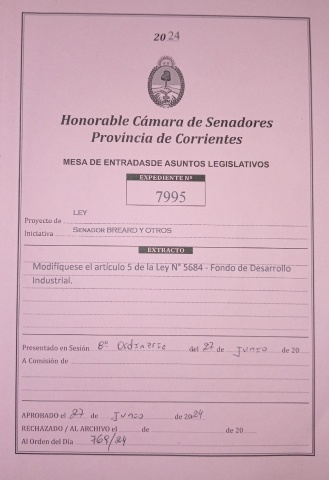 2024
Honorable Cámara de Senadores
Provincia de Corrientes
MESA DE ENTRADASDE ASUNTOS LEGISLATIVOS
EXPEDIENTE Nº
7995
LEY
Proyecto de
Iniciativa SENADOR BREARD Y OTROS
EXTRACTO
Modifíquese el artículo 5 de la Ley N° 5684 - Fondo de Desarrollo
Industrial.
Presentado en Sesión 8º Ordinaria del 27 de Junio de 20
A Comisión de
APROBADO el 27 de Junio de 2024
RECHAZADO / AL ARCHIVO el de de 20
Al Orden del Día 769/24